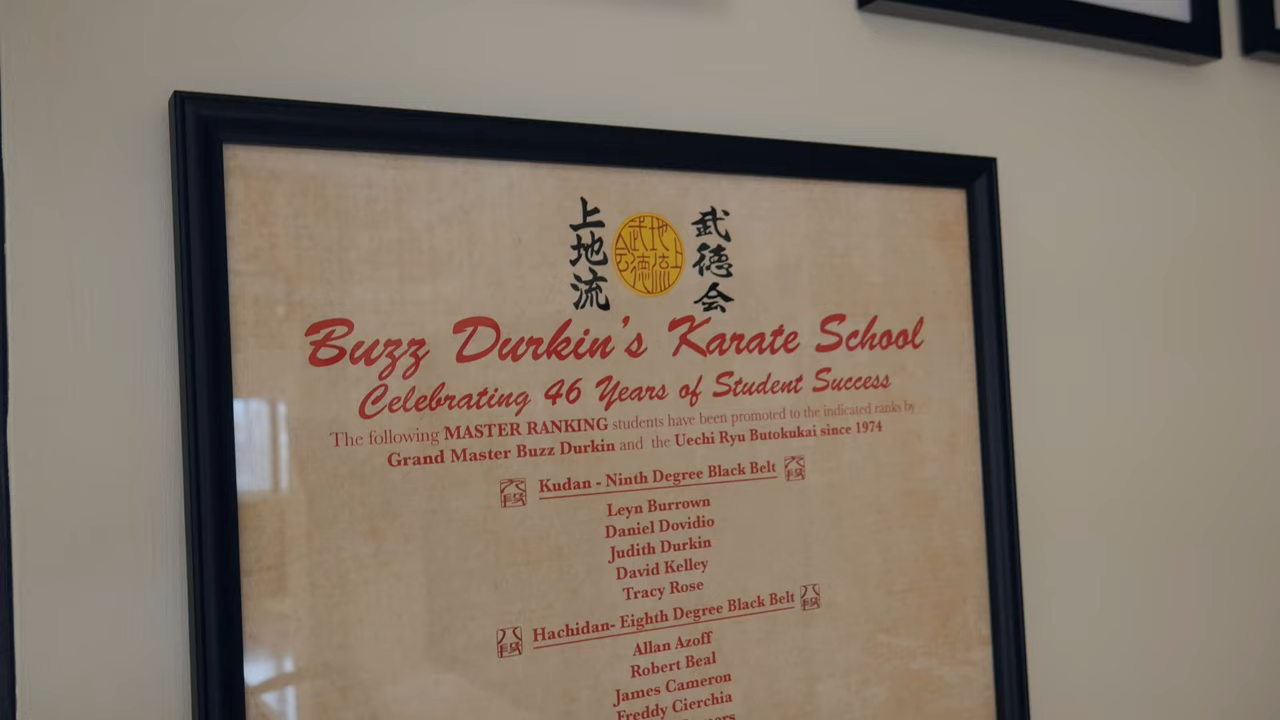 上地流
武徳会
Buzz Durkin's Karate School
Celebrating 46 Years of Student Success
The following MASTER RANKING students have been promoted to the indicated ranks by
Grand Master Buzz Durkin and the Uechi Ryu Butokukai since 1974
Kudan - Ninth Degree Black Belt
Leyn Burrown
Daniel Dovidio
Judith Durkin
David Kelley
Tracy Rose
Hachidan- Eighth Degree Black Belt
Allan Azoff
Robert Beal
James Cameron
Freddy Cierchia